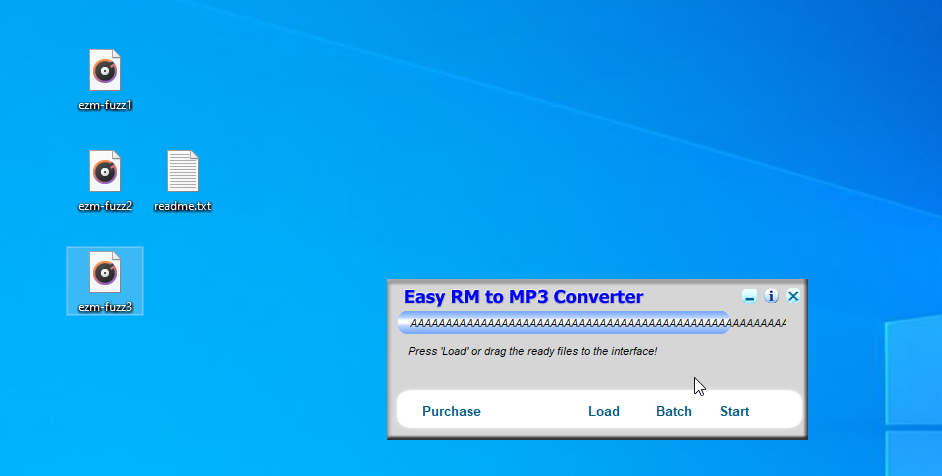 ezm-fuzz1
ezm-fuzz2
readme.txt
ezm-fuzz3
Easy RM to MP3 Converter
AAAAAAAAAAAAAAAAAAAAAAAAAAAAAAAAAAAAAAAAAAAAAAAAAAAAAA
Press 'Load' or drag the ready files to the interface!
Purchase
Load
Batch
Start